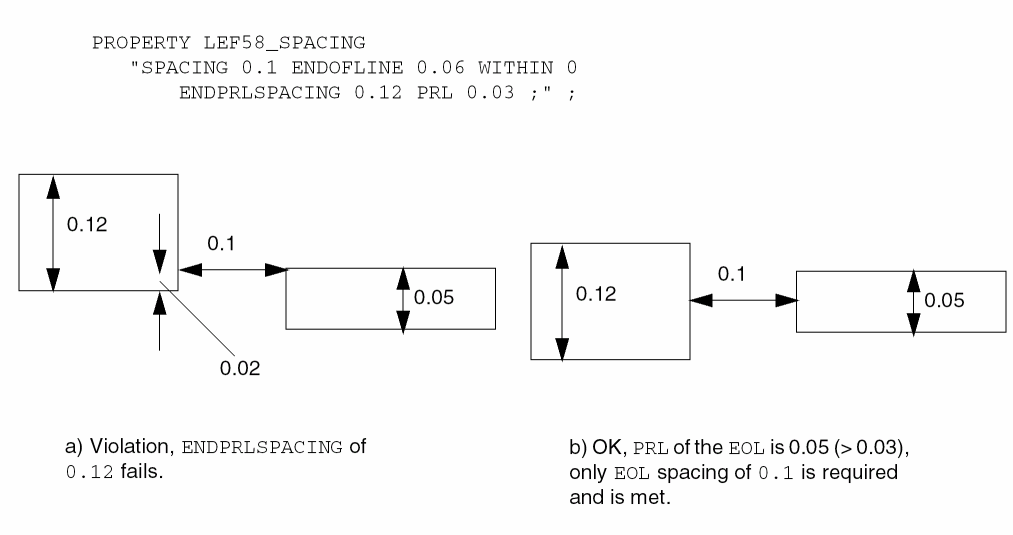 PROPERTY LEF58_SPACING
"SPACING 0.1 ENDOFLINE 0.06 WITHIN 0
ENDPRLSPACING 0.12 PRL 0.03 ;" ;
0.12
0.1
0.05
0.02
0.12
0.1
0.05
a) Violation, ENDPRLSPACING of
0.12 fails.
b) OK, PRL of the EOL is 0.05 (> 0.03),
only EOL spacing of 0.1 is required
and is met.